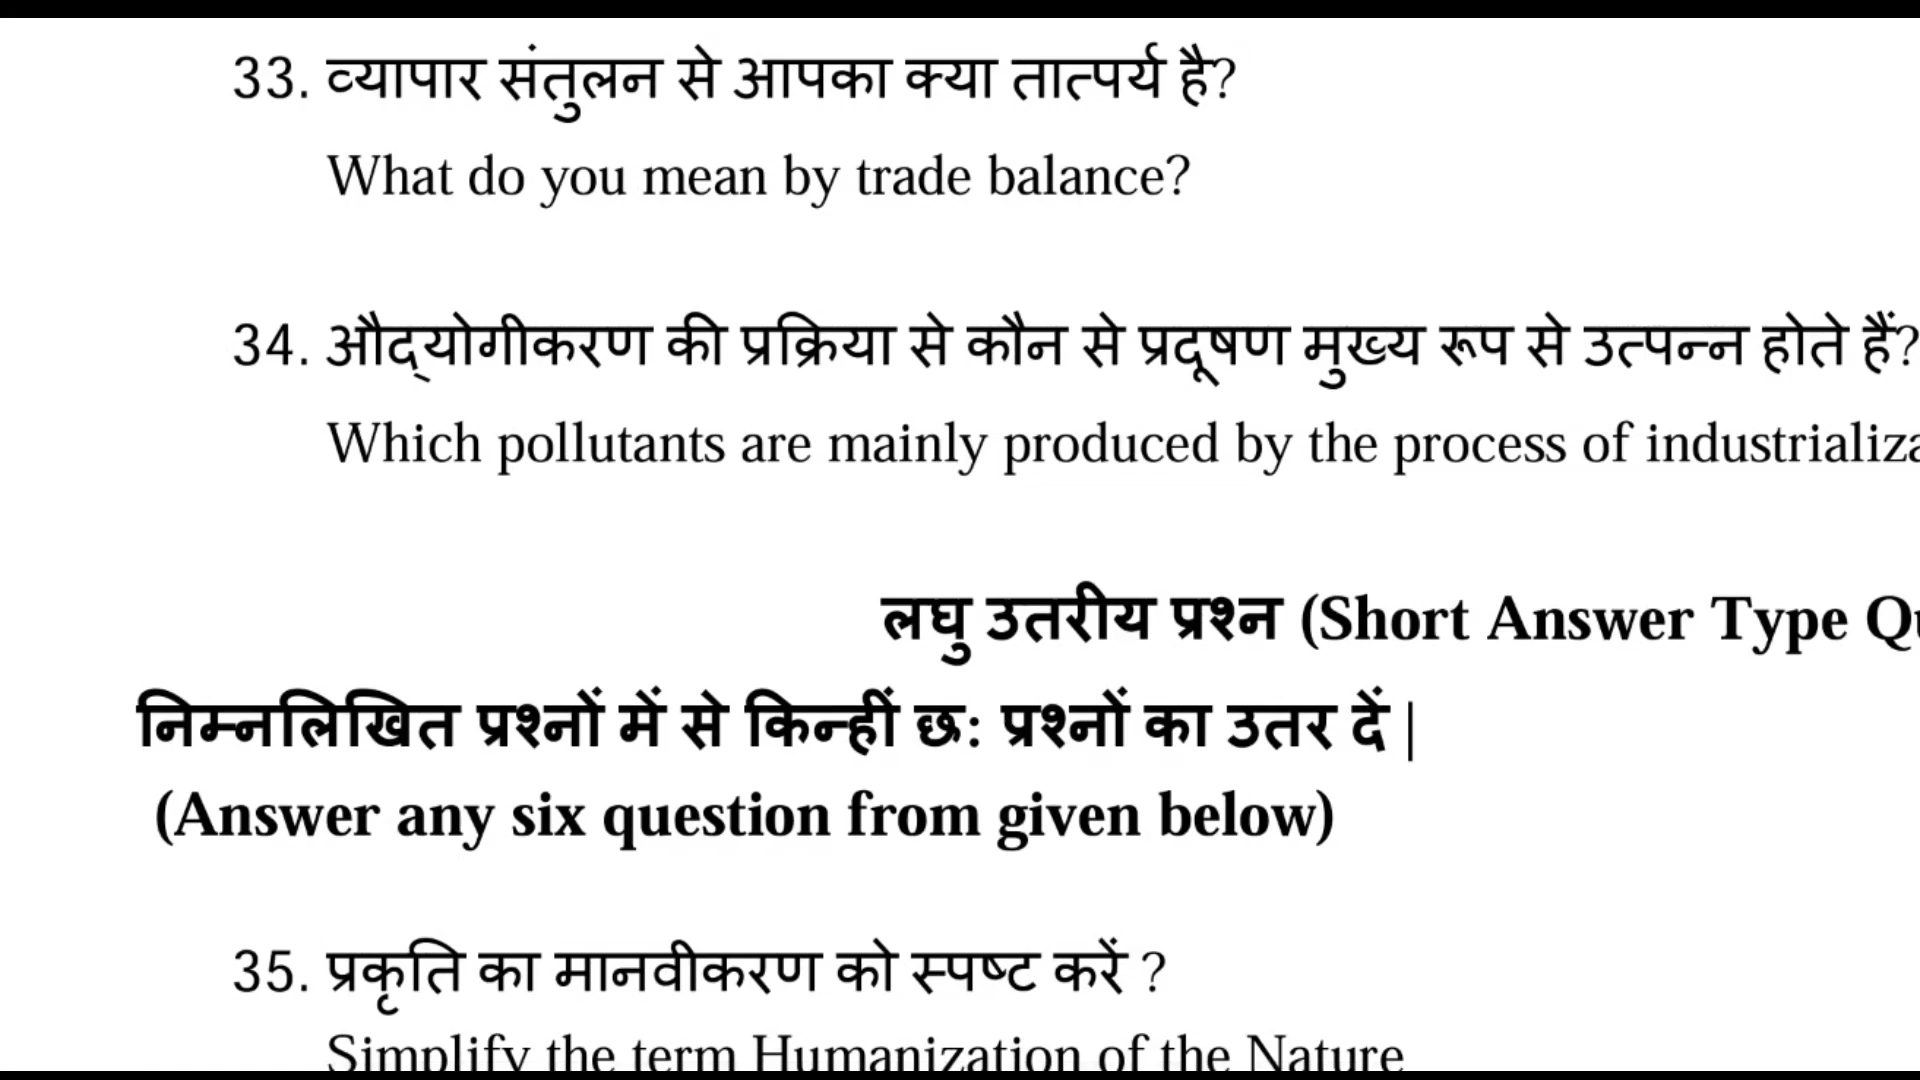 33. व्यापार संतुलन से आपका क्या तात्पर्य है?
What do you mean by trade balance?
34. औद्योगीकरण की प्रक्रिया से कौन से प्रदूषण मुख्य रूप से उत्पन्न होते हैं?
Which pollutants are mainly produced by the process of
लघु उतरीय प्रश्न (Short Answer Type
निम्नलिखित प्रश्नों में से किन्हीं छ: प्रश्नों का उतर दें |
(Answer any six question from given below)
35. प्रकृति का मानवीकरण को स्पष्ट करें ?
Simplify the term Humanization of the Nature